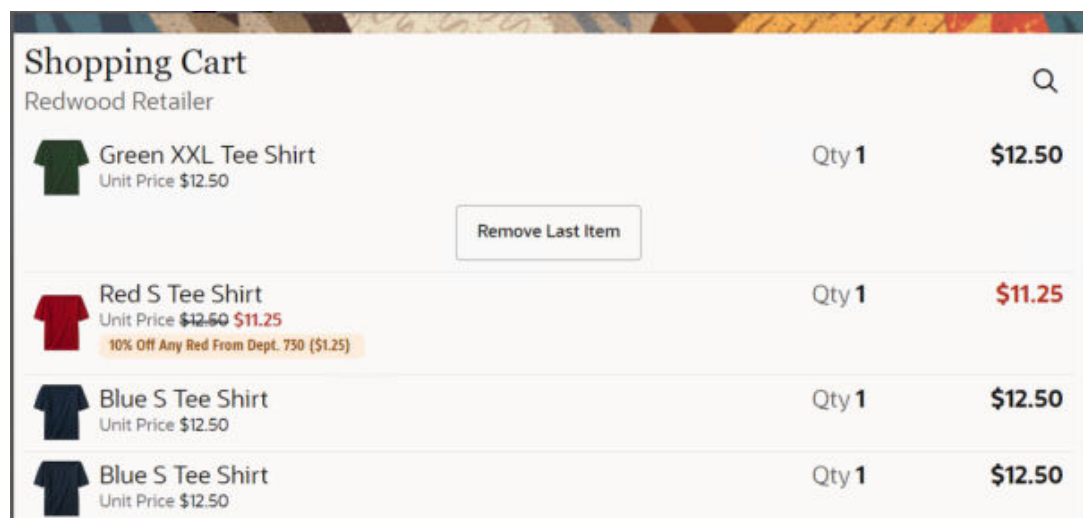 Shopping Cart
Redwood Retailer
Green XXL Tee Shirt Qty 1 $12.50
Unit Price $12.50
Remove Last Item
Red S Tee Shirt Qty 1 $11.25
Unit Price $12.50 $11.25
10% Off Any Red From Dept. 730 ($1.25)
Blue S Tee Shirt Qty 1 $12.50
Unit Price $12.50
Blue S Tee Shirt Qty 1 $12.50
Unit Price $12.50